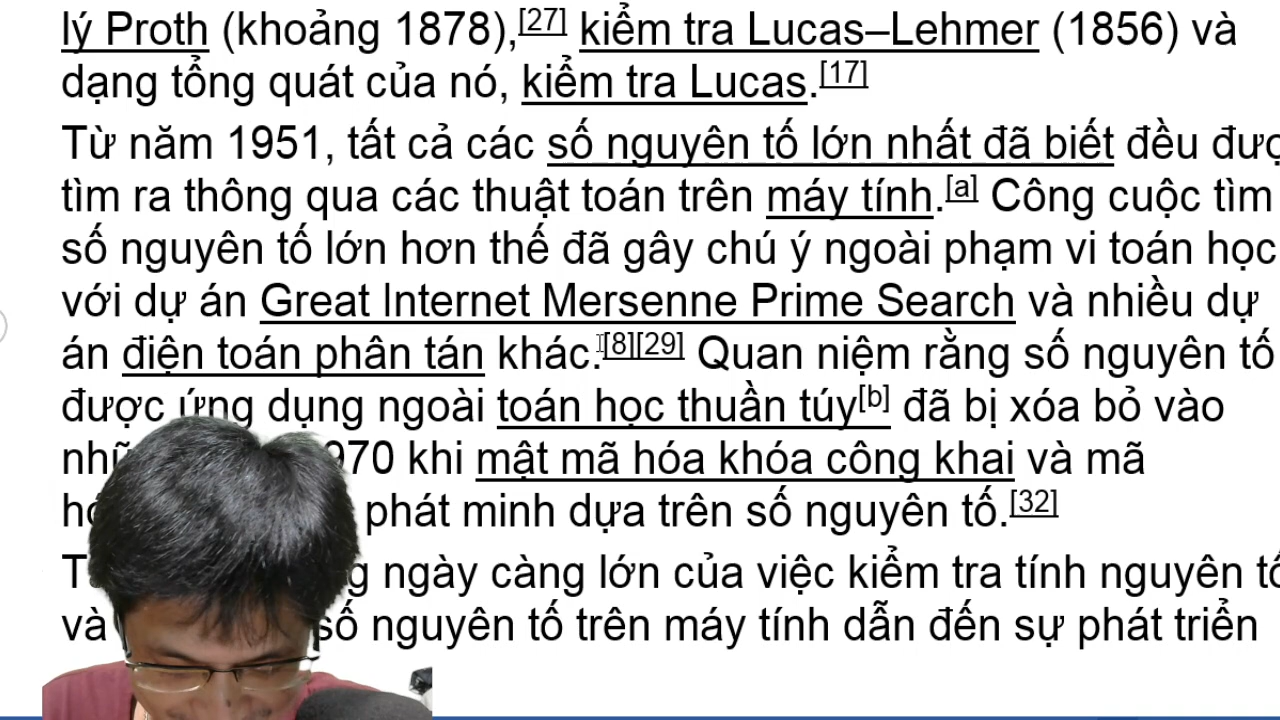 lý Proth (khoảng 1878),[27] kiểm tra Lucas–Lehmer (1856) và
dạng tổng quát của nó, kiểm tra Lucas.[17]
Từ năm 1951, tất cả các số nguyên tố lớn nhất đã biết đều
tìm ra thông qua các thuật toán trên máy tính.[a] Công cuộc tìm
số nguyên tố lớn hơn thế đã gây chú ý ngoài phạm vi toán học
với dự án Great Internet Mersenne Prime Search và nhiều dự
án điện toán phân tán khác.[8][29] Quan niệm rằng số nguyên tố
được ứng dụng ngoài toán học thuần túy[b] đã bị xóa bỏ vào
970 khi mật mã hóa khóa công khai và mã
phát minh dựa trên số nguyên tố.[32]
ngày càng lớn của việc kiểm tra tính nguyên tố
và số nguyên tố trên máy tính dẫn đến sự phát triển